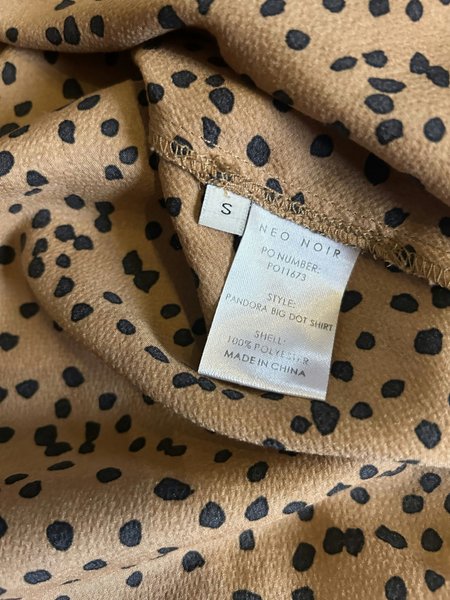 S
NEO NOIR
PO NUMBER:
PO11673
STYLE:
PANDORA BIG DOT SHIRT
SHELL:
100% POLYESTER
MADE IN CHINA